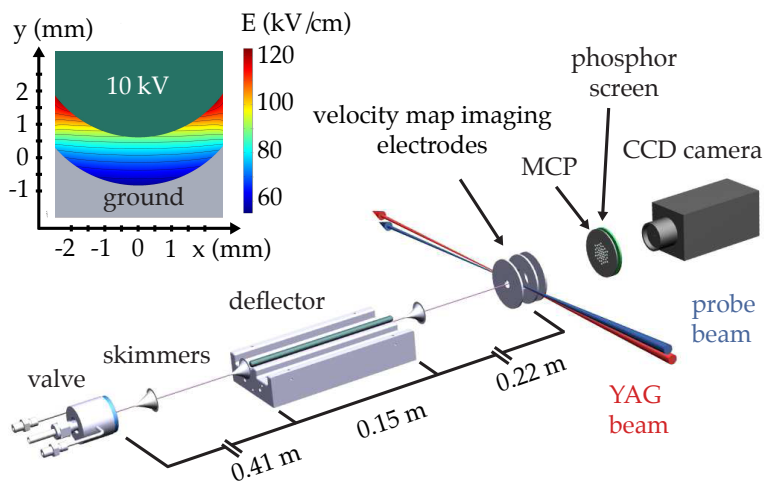 y (mm)
E (kV/cm)
10 kV
ground
2
1
0
-1
-2 -1 0 1
x (mm)
120
100
80
60
phosphor
screen
velocity map imaging
electrodes
MCP
CCD camera
deflector
skimmers
valve
probe
beam
YAG
beam
0.41 m
0.15 m
0.22 m